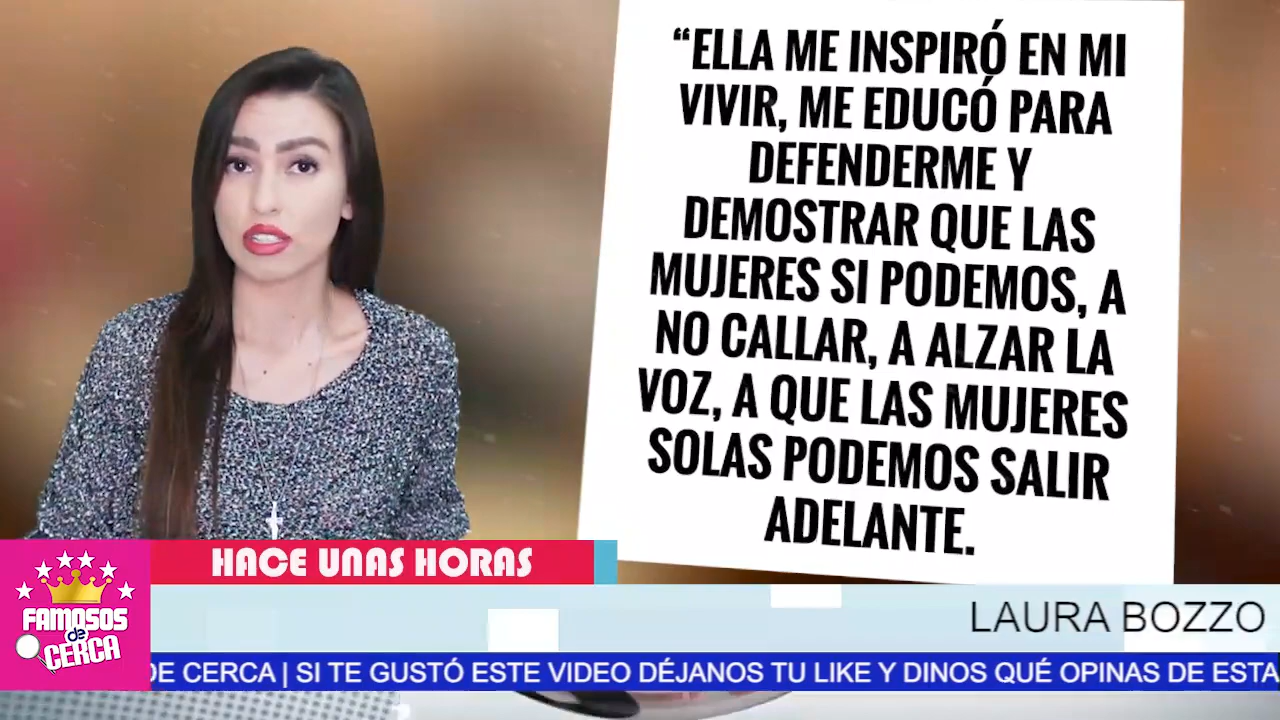 “ELLA ME INSPIRÓ EN MI
VIVIR, ME EDUCÓ PARA
DEFENDERME Y
DEMOSTRAR QUE LAS
MUJERES SI PODEMOS, A
NO CALLAR, A ALZAR LA
VOZ, A QUE LAS MUJERES
SOLAS PODEMOS SALIR
ADELANTE.
HACE UNAS HORAS
LAURA BOZZO
FAMOSOS
de
CERCA
DE CERCA | SI TE GUSTÓ ESTE VIDEO DÉJANOS TU LIKE Y DINOS QUÉ OPINAS DE ESTA